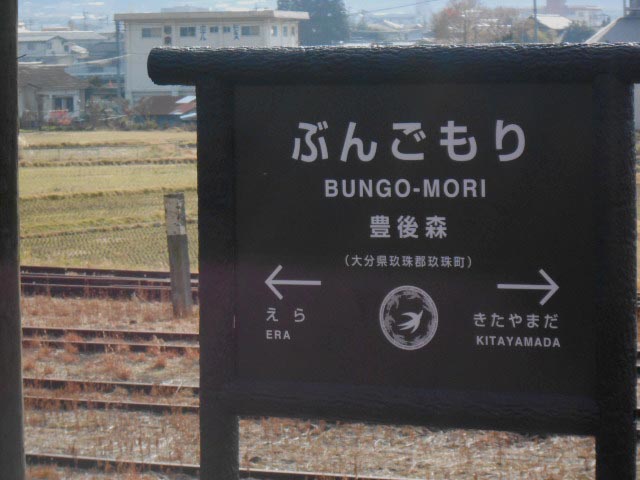 ぶんごもり
BUNGO-MORI
豊後森
(大分県玖珠郡玖珠町)
← →
えら きたやまだ
ERA KITAYAMADA